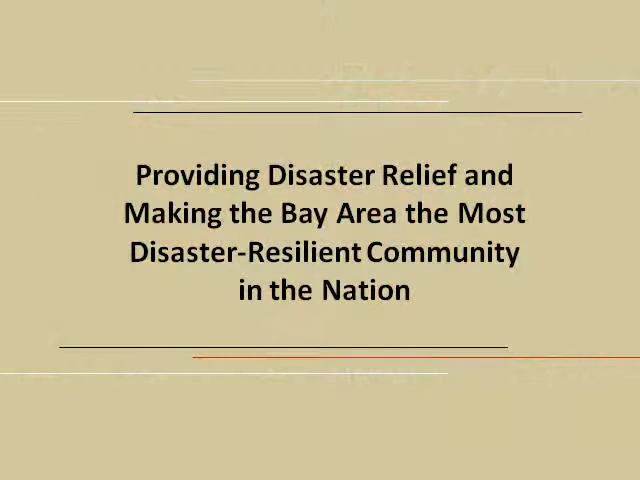 Providing Disaster Relief and
Making the Bay Area the Most
Disaster-Resilient Community
in the Nation